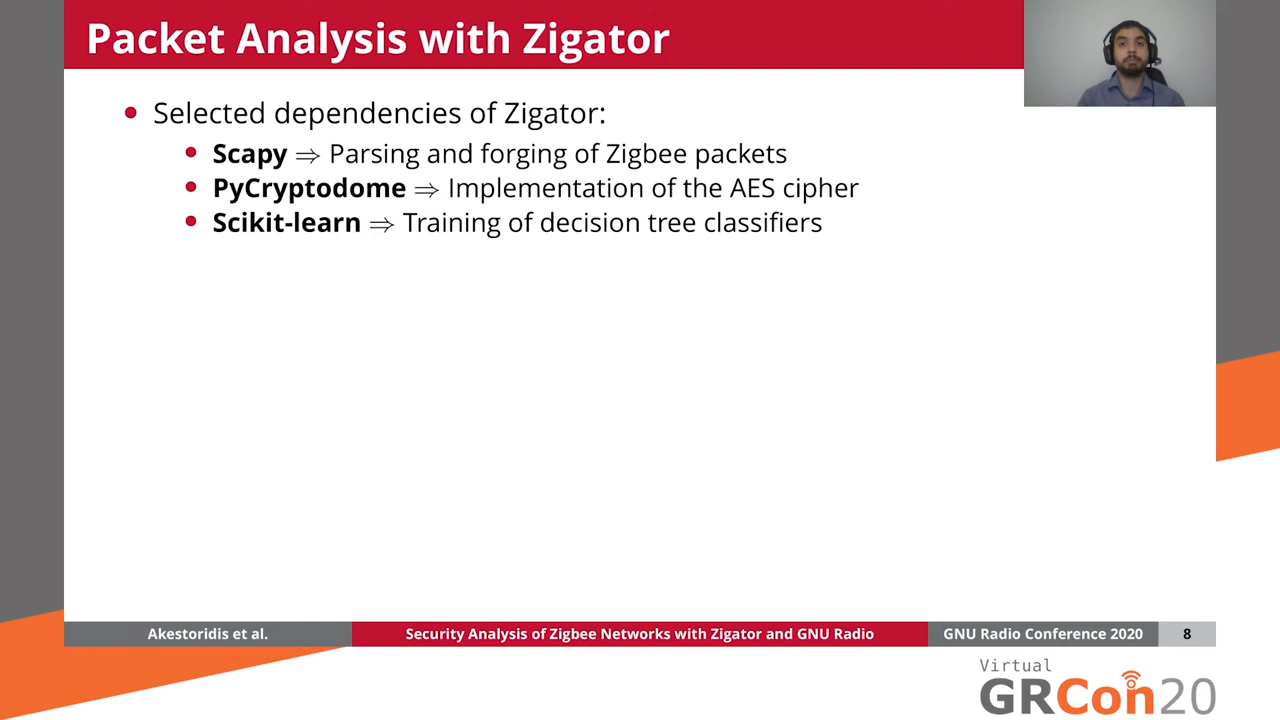 Packet Analysis with Zigator
Selected dependencies of Zigator:
Scapy ⇒ Parsing and forging of Zigbee packets
PyCryptodome ⇒ Implementation of the AES cipher
Scikit-learn ⇒ Training of decision tree classifiers
Akestoridis et al.
Security Analysis of Zigbee Networks with Zigator and GNU Radio
GNU Radio Conference 2020
8
Virtual
GRCon20